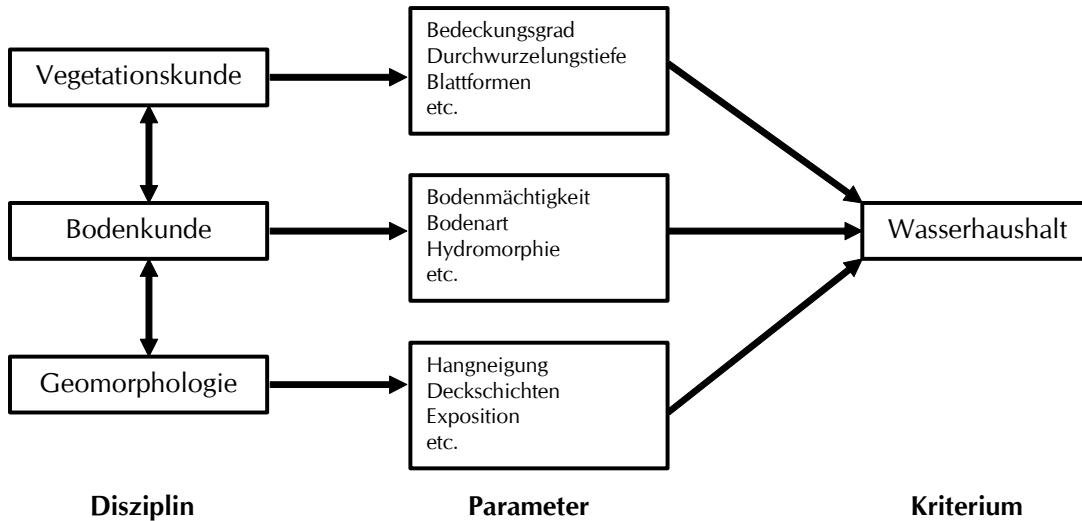 Vegetationskunde
Bedeckungsgrad
Durchwurzelungstiefe
Blattformen
etc.
Bodenkunde
Bodenmächtigkeit
Bodenart
Hydromorphie
etc.
Wasserhaushalt
Geomorphologie
Hangneigung
Deckschichten
Exposition
etc.
Disziplin
Parameter
Kriterium